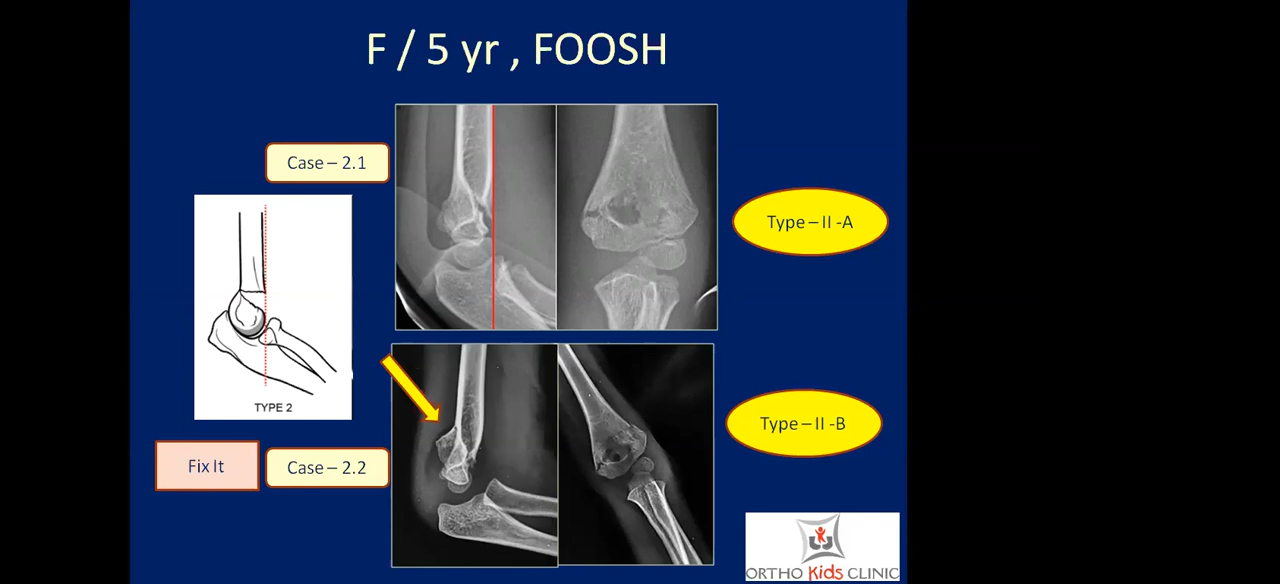 F / 5 yr , FOOSH
Case – 2.1
Type – II -A
TYPE 2
Type – II -B
Fix It
Case – 2.2
ORTHO Kids CLINIC